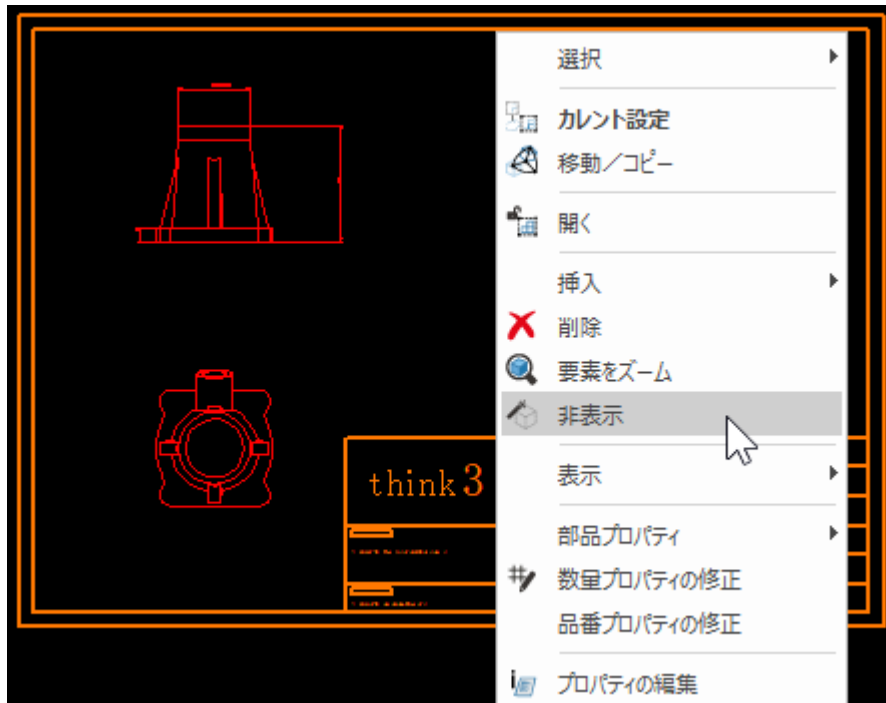 選択
カレント設定
移動／コピー
開く
挿入
削除
要素をズーム
非表示
think3
表示
部品プロパティ
数量プロパティの修正
品番プロパティの修正
プロパティの編集